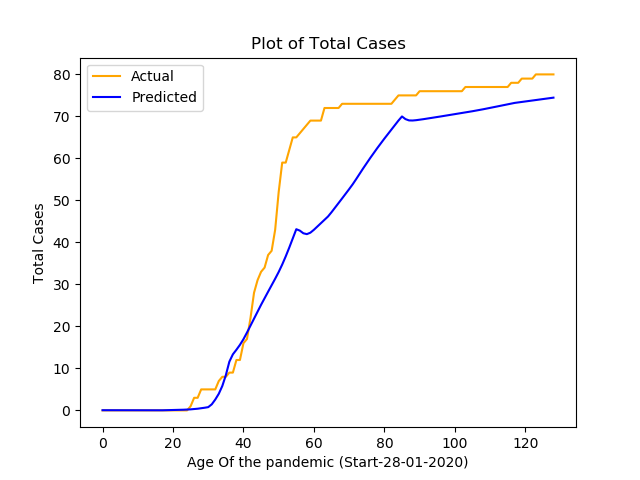 Plot of Total Cases
Actual
Predicted
80
70
60
50
40
30
20
10
0
Total Cases
0 20 40 60 80 100 120
Age Of the pandemic (Start-28-01-2020)